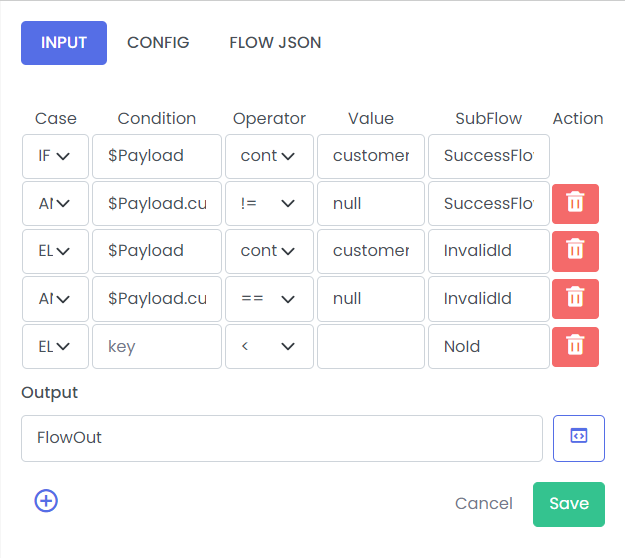 INPUT CONFIG FLOW JSON
Case Condition Operator Value SubFlow Action
IF $Payload cont customer SuccessFlo
AN $Payload.cu != null SuccessFlo
EL $Payload cont customer InvalidId
AN $Payload.cu == null InvalidId
EL key < NoId
Output
FlowOut
Cancel Save